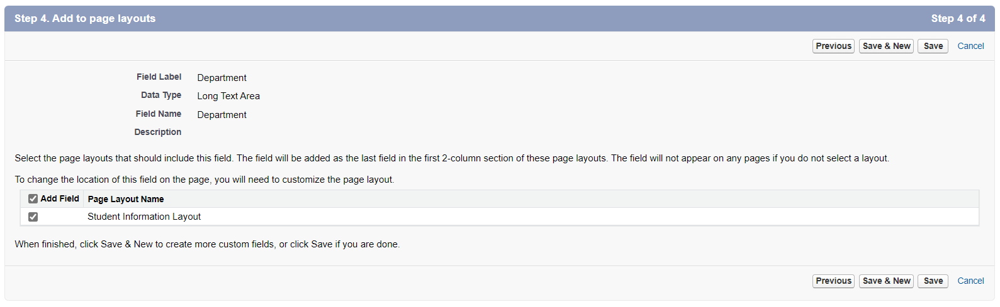 Step 4. Add to page layouts Step 4 of 4
Previous Save & New Save Cancel
Field Label Department
Data Type Long Text Area
Field Name Department
Description
Select the page layouts that should include this field. The field will be added as the last field in the first 2-column section of these page layouts. The field will not appear on any pages if you do not select a layout.
To change the location of this field on the page, you will need to customize the page layout.
Add Field Page Layout Name
Student Information Layout
When finished, click Save & New to create more custom fields, or click Save if you are done.
Previous Save & New Save Cancel